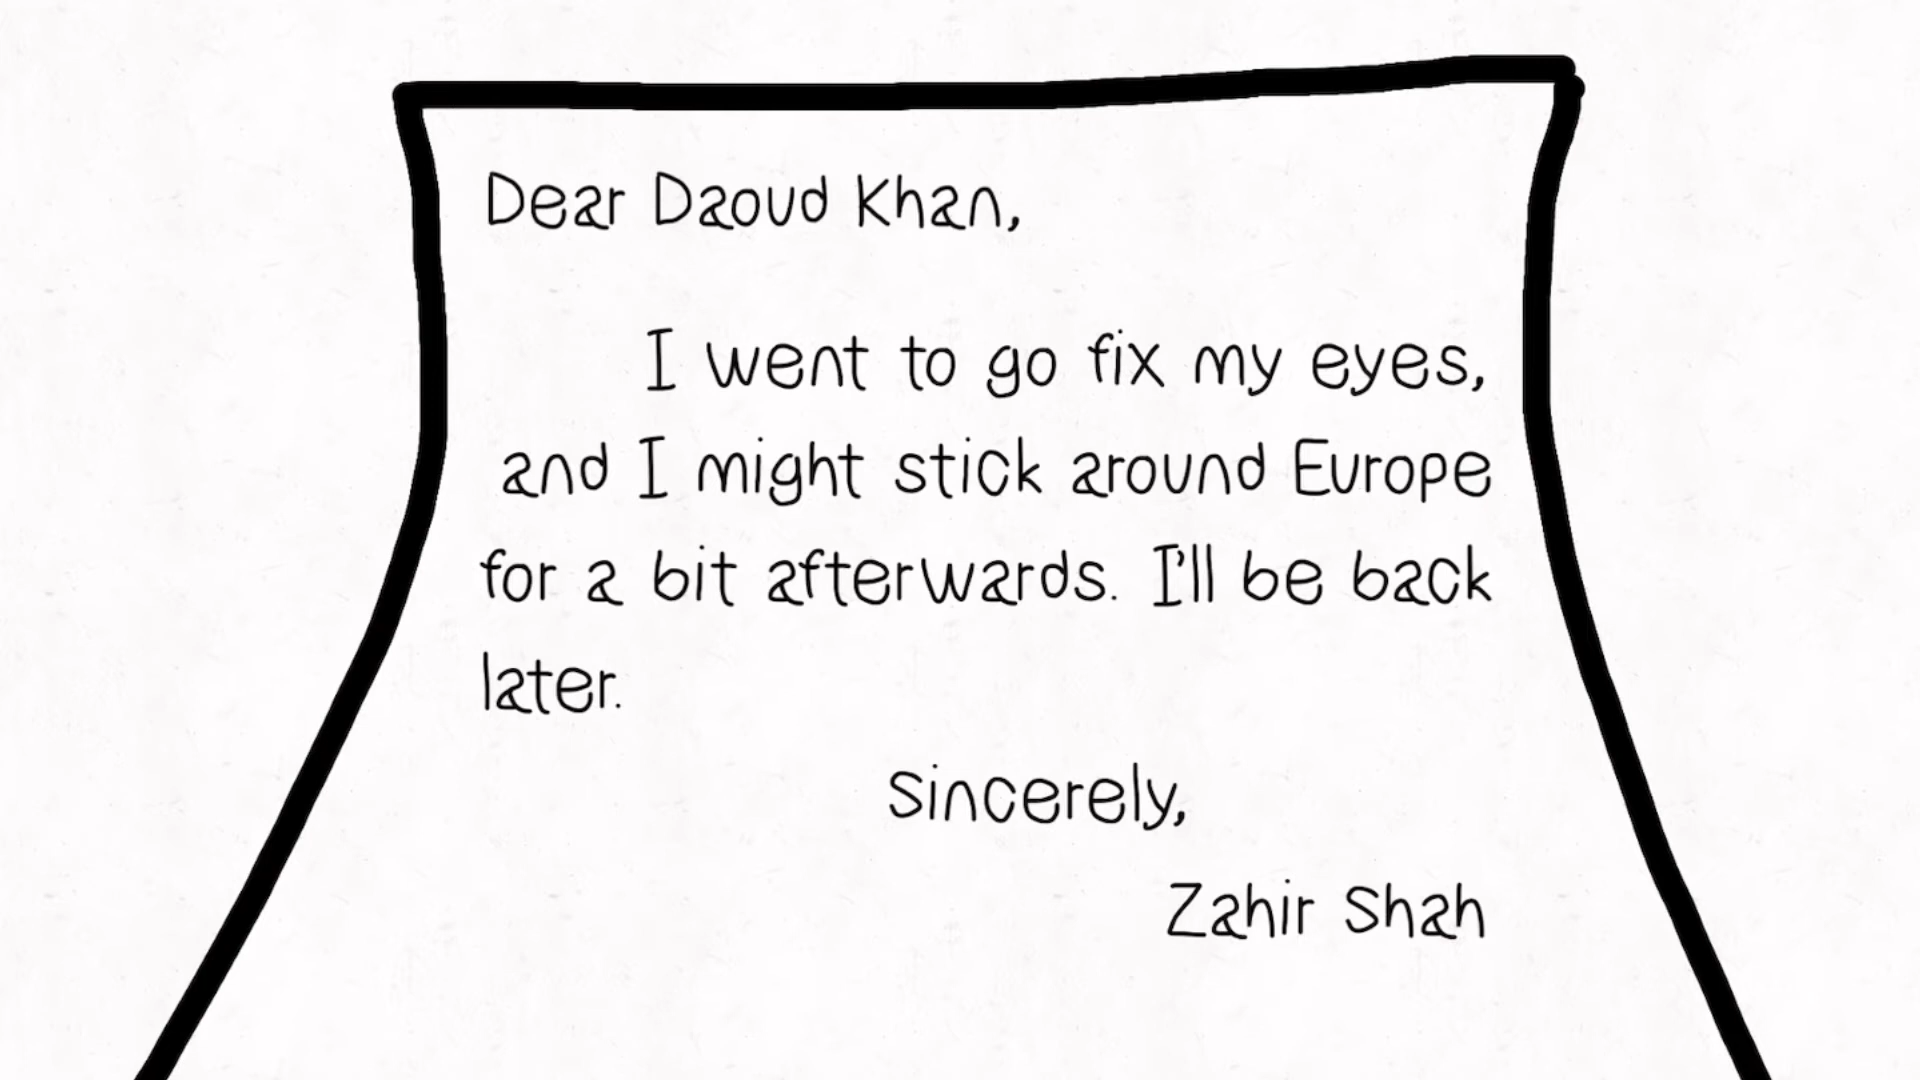 Dear Daoud Khan,
I went to go fix my eyes,
and I might stick around Europe
for a bit afterwards. I'll be back
later.
Sincerely,
Zahir Shah